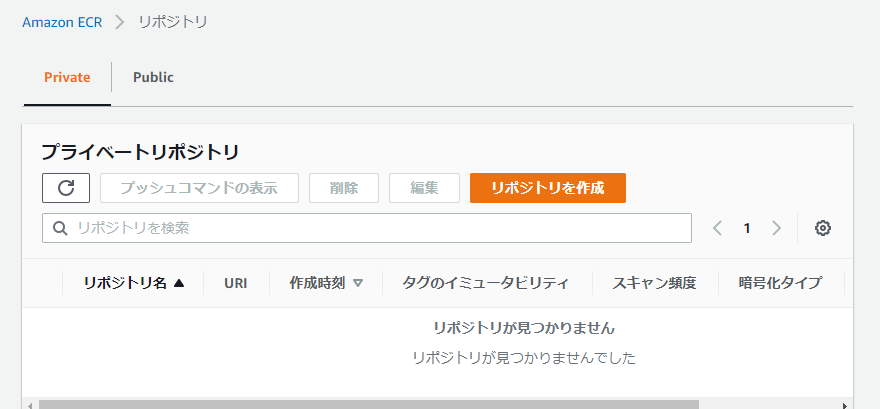 Amazon ECR > リポジトリ
Private Public
プライベートリポジトリ
プッシュコマンドの表示 削除 編集 リポジトリを作成
リポジトリを検索 1
リポジトリ名 URI 作成時刻 タグのイミュータビリティ スキャン頻度 暗号化タイプ
リポジトリが見つかりません
リポジトリが見つかりませんでした